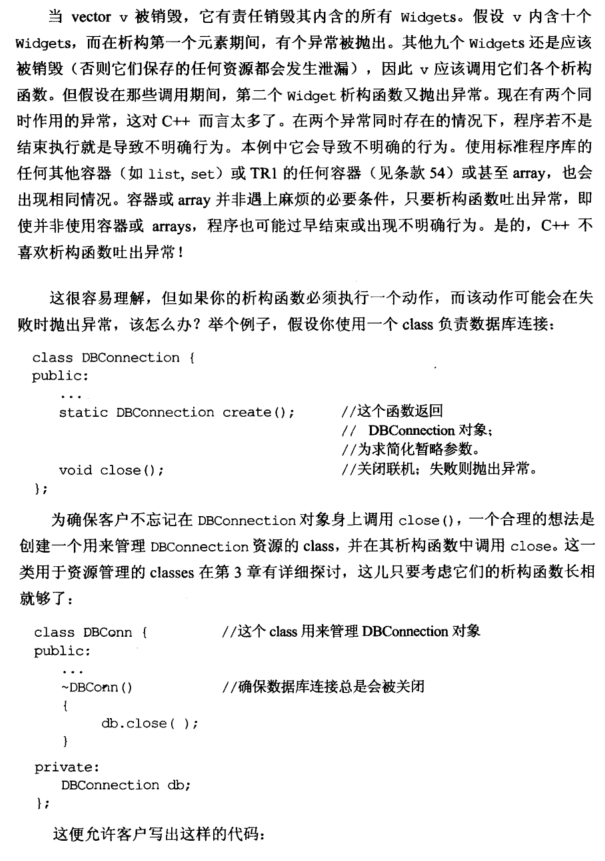 当 vector v 被销毁，它有责任销毁其内含的所有 Widgets。假设 v 内含十个
Widgets，而在析构第一个元素期间，有个异常被抛出。其他九个 Widgets 还是应该
被销毁（否则它们保存的任何资源都会发生泄漏），因此 v 应该调用它们各个析构
函数。但假设在那些调用期间，第二个 Widget 析构函数又抛出异常。现在有两个同
时作用的异常，这对 C++ 而言太多了。在两个异常同时存在的情况下，程序若不是
结束执行就是导致不明确行为。本例中它会导致不明确的行为。使用标准程序库的
任何其他容器（如 list, set）或 TR1 的任何容器（见条款 54）或甚至 array，也会
出现相同情况。容器或 array 并非遇上麻烦的必要条件，只要析构函数吐出异常，即
使并非使用容器或 arrays，程序也可能过早结束或出现不明确行为。是的，C++ 不
喜欢析构函数吐出异常！
这很容易理解，但如果你的析构函数必须执行一个动作，而该动作可能会在失
败时抛出异常，该怎么办？举个例子，假设你使用一个 class 负责数据库连接：
class DBConnection {
public:
...
static DBConnection create(); //这个函数返回
// DBConnection 对象；
//为求简化暂略参数。
void close(); //关闭联机；失败则抛出异常。
};
为确保客户不忘记在 DBConnection 对象身上调用 close()，一个合理的想法是
创建一个用来管理 DBConnection 资源的 class，并在其析构函数中调用 close。这一
类用于资源管理的 classes 在第 3 章有详细探讨，这儿只要考虑它们的析构函数长相
就够了：
class DBConn { //这个 class 用来管理 DBConnection 对象
public:
...
~DBConn() //确保数据库连接总是会被关闭
{
db.close( );
}
private:
DBConnection db;
};
这便允许客户写出这样的代码：